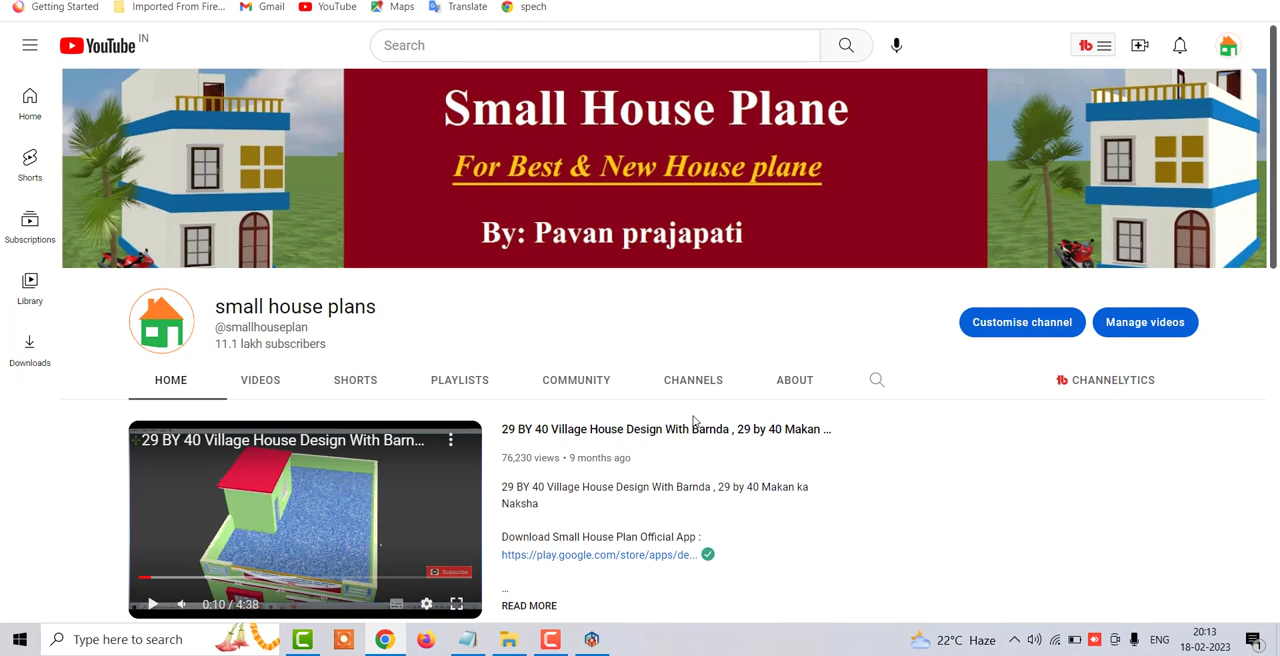 Getting Started Imported From Fire... Gmail YouTube Maps Translate spech
YouTube IN
Search
Home
Shorts
Subscriptions
Library
Downloads
Small House Plane
For Best & New House plane
By: Pavan prajapati
small house plans
@smallhouseplan
11.1 lakh subscribers
Customise channel Manage videos
HOME VIDEOS SHORTS PLAYLISTS COMMUNITY CHANNELS ABOUT CHANNELYTICS
29 BY 40 Village House Design With Barn...
Subscribe
0:10 / 4:38
29 BY 40 Village House Design With Barnda , 29 by 40 Makan ...
76,230 views • 9 months ago
29 BY 40 Village House Design With Barnda , 29 by 40 Makan ka
Naksha
Download Small House Plan Official App :
https://play.google.com/store/apps/de...
...
READ MORE
Type here to search
22°C Haze
ENG
20:13
18-02-2023
1